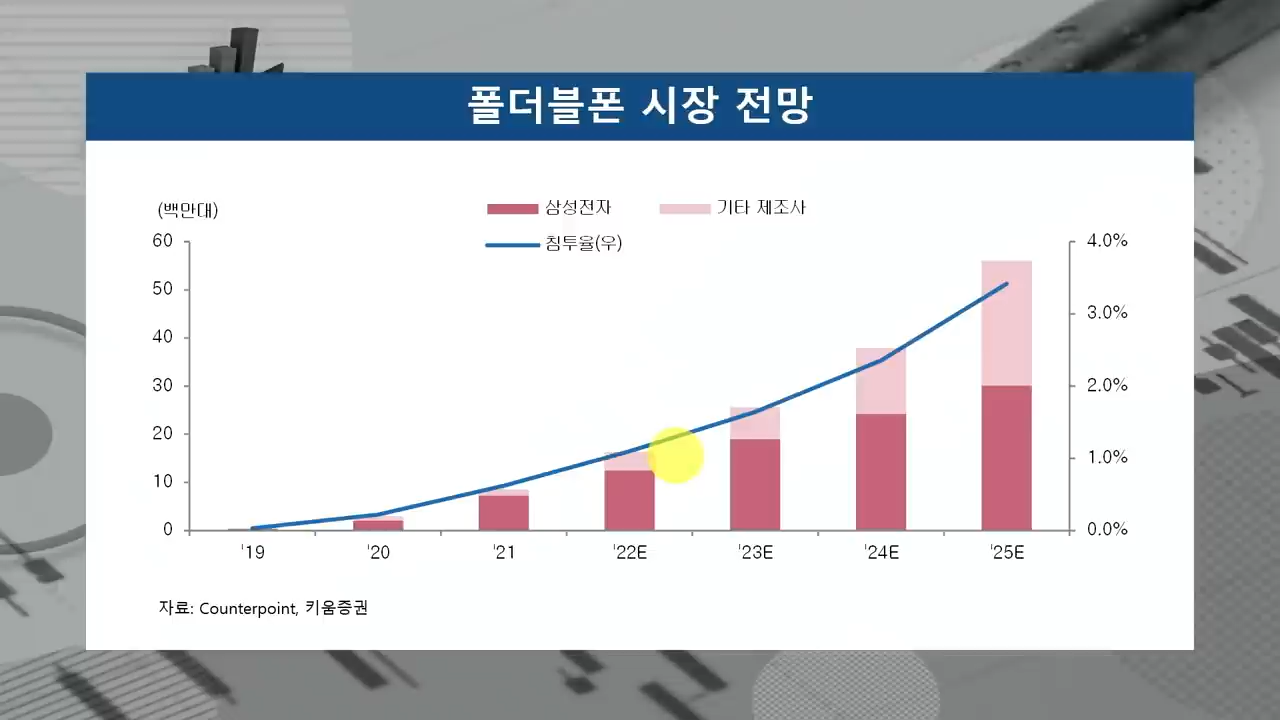 폴더블폰 시장 전망
(백만대)
삼성전자 기타 제조사
침투율(우)
60 4.0%
50
3.0%
40
30 2.0%
20
1.0%
10
0 0.0%
'19 '20 '21 '22E '23E '24E '25E
자료: Counterpoint, 키움증권